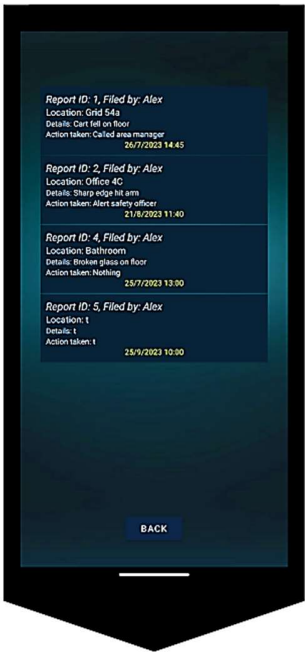 Report ID: 1, Filed by: Alex
Location: Grid 54a
Details: Cart fell on floor
Action taken: Called area manager
26/7/2023 14:45
Report ID: 2, Filed by: Alex
Location: Office 4C
Details: Sharp edge hit arm
Action taken: Alert safety officer
21/8/2023 11:40
Report ID: 4, Filed by: Alex
Location: Bathroom
Details: Broken glass on floor
Action taken: Nothing
25/7/2023 13:00
Report ID: 5, Filed by: Alex
Location: t
Details: t
Action taken: t
25/9/2023 10:00
BACK